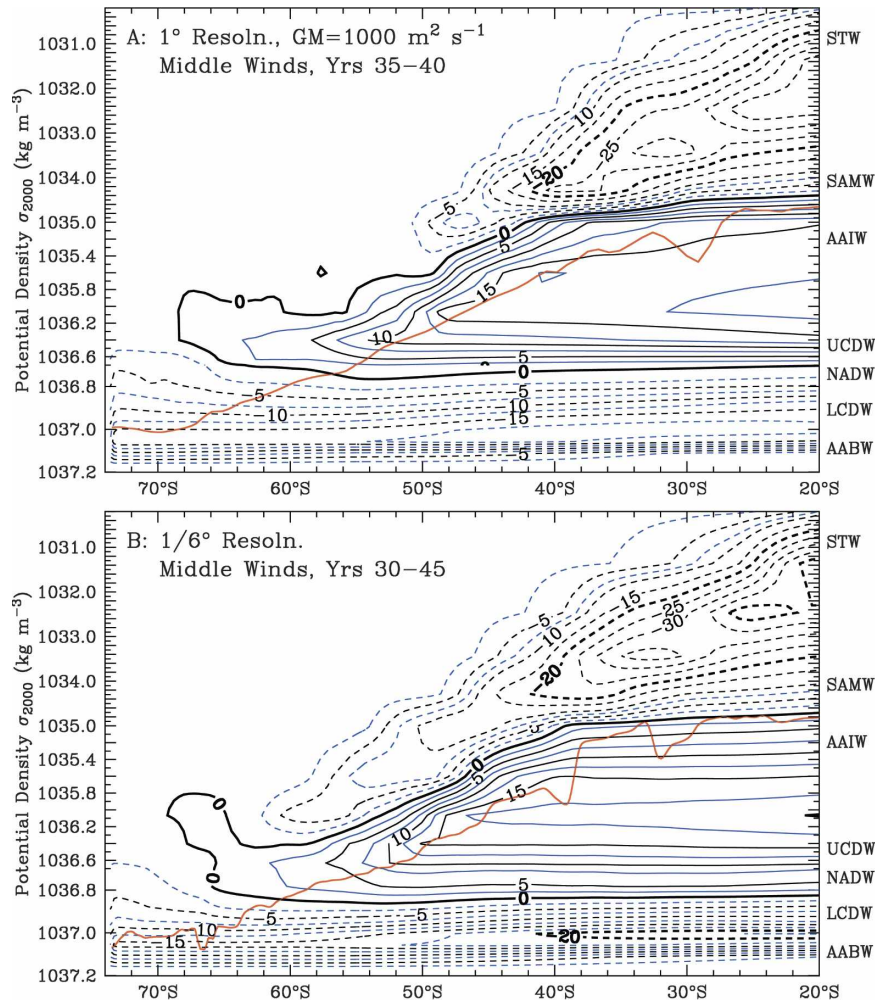 A: 1° Resoln., GM=1000 m² s⁻¹
Middle Winds, Yrs 35−40
Potential Density σ₂₀₀₀ (kg m⁻³)
1031.0
1032.0
1033.0
1034.0
1035.0
1035.4
1035.8
1036.2
1036.6
1036.8
1037.0
1037.2
STW
SAMW
AAIW
UCDW
NADW
LCDW
AABW
−10
−25
−15
−20
−5
0
5
15
0
10
5
0
−5
−5
−10
−10
−15
−5
70°S
60°S
50°S
40°S
30°S
20°S
B: 1/6° Resoln.
Middle Winds, Yrs 30−45
Potential Density σ₂₀₀₀ (kg m⁻³)
1031.0
1032.0
1033.0
1034.0
1035.0
1035.4
1035.8
1036.2
1036.6
1036.8
1037.0
1037.2
STW
SAMW
AAIW
UCDW
NADW
LCDW
AABW
−15
−25
−5
−30
−10
−20
0
5
15
0
10
0
5
0
−5
−5
−10
−15
−20
70°S
60°S
50°S
40°S
30°S
20°S